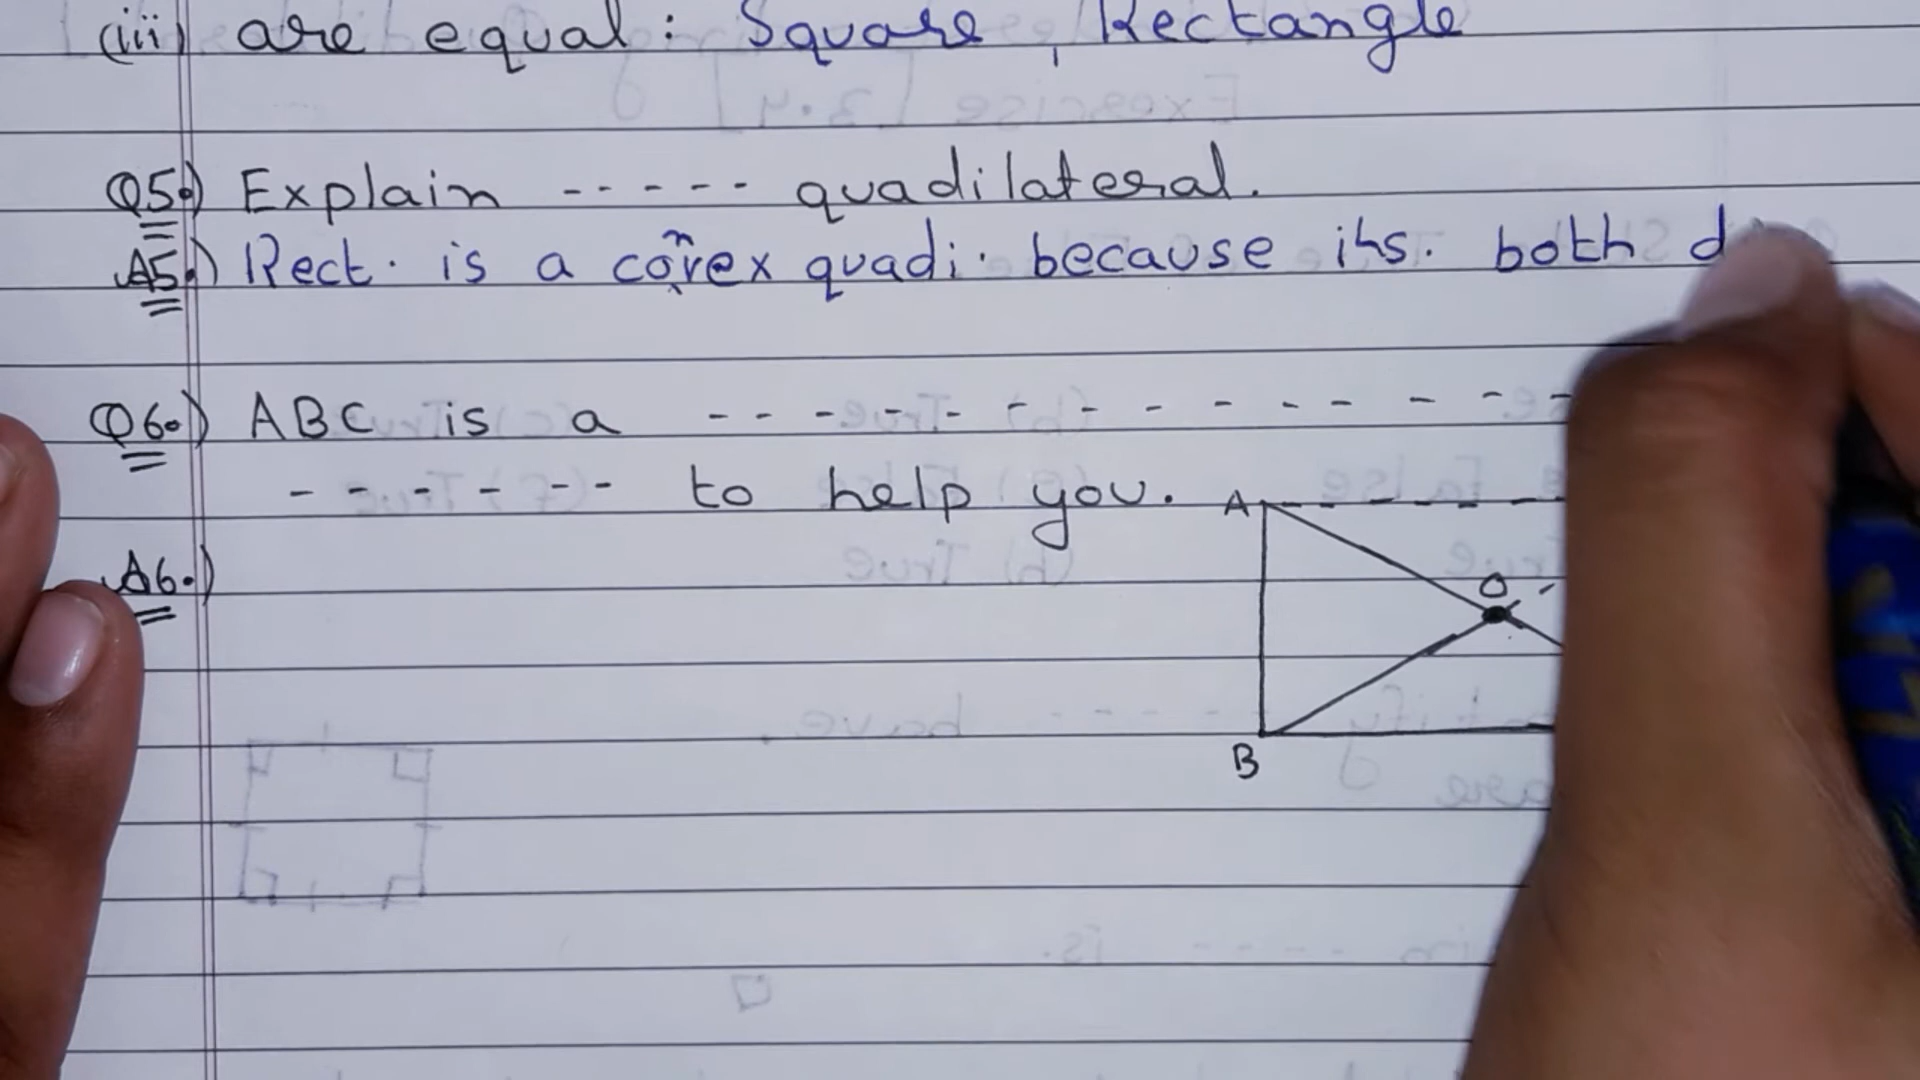 (iii) are equal : Square, Rectangle
Q5.) Explain ----- quadilateral.
A5.) Rect. is a convex quadi. because its. both d
Q6.) ABC is a --------------
------ to help you.
A
O
A6.)
B